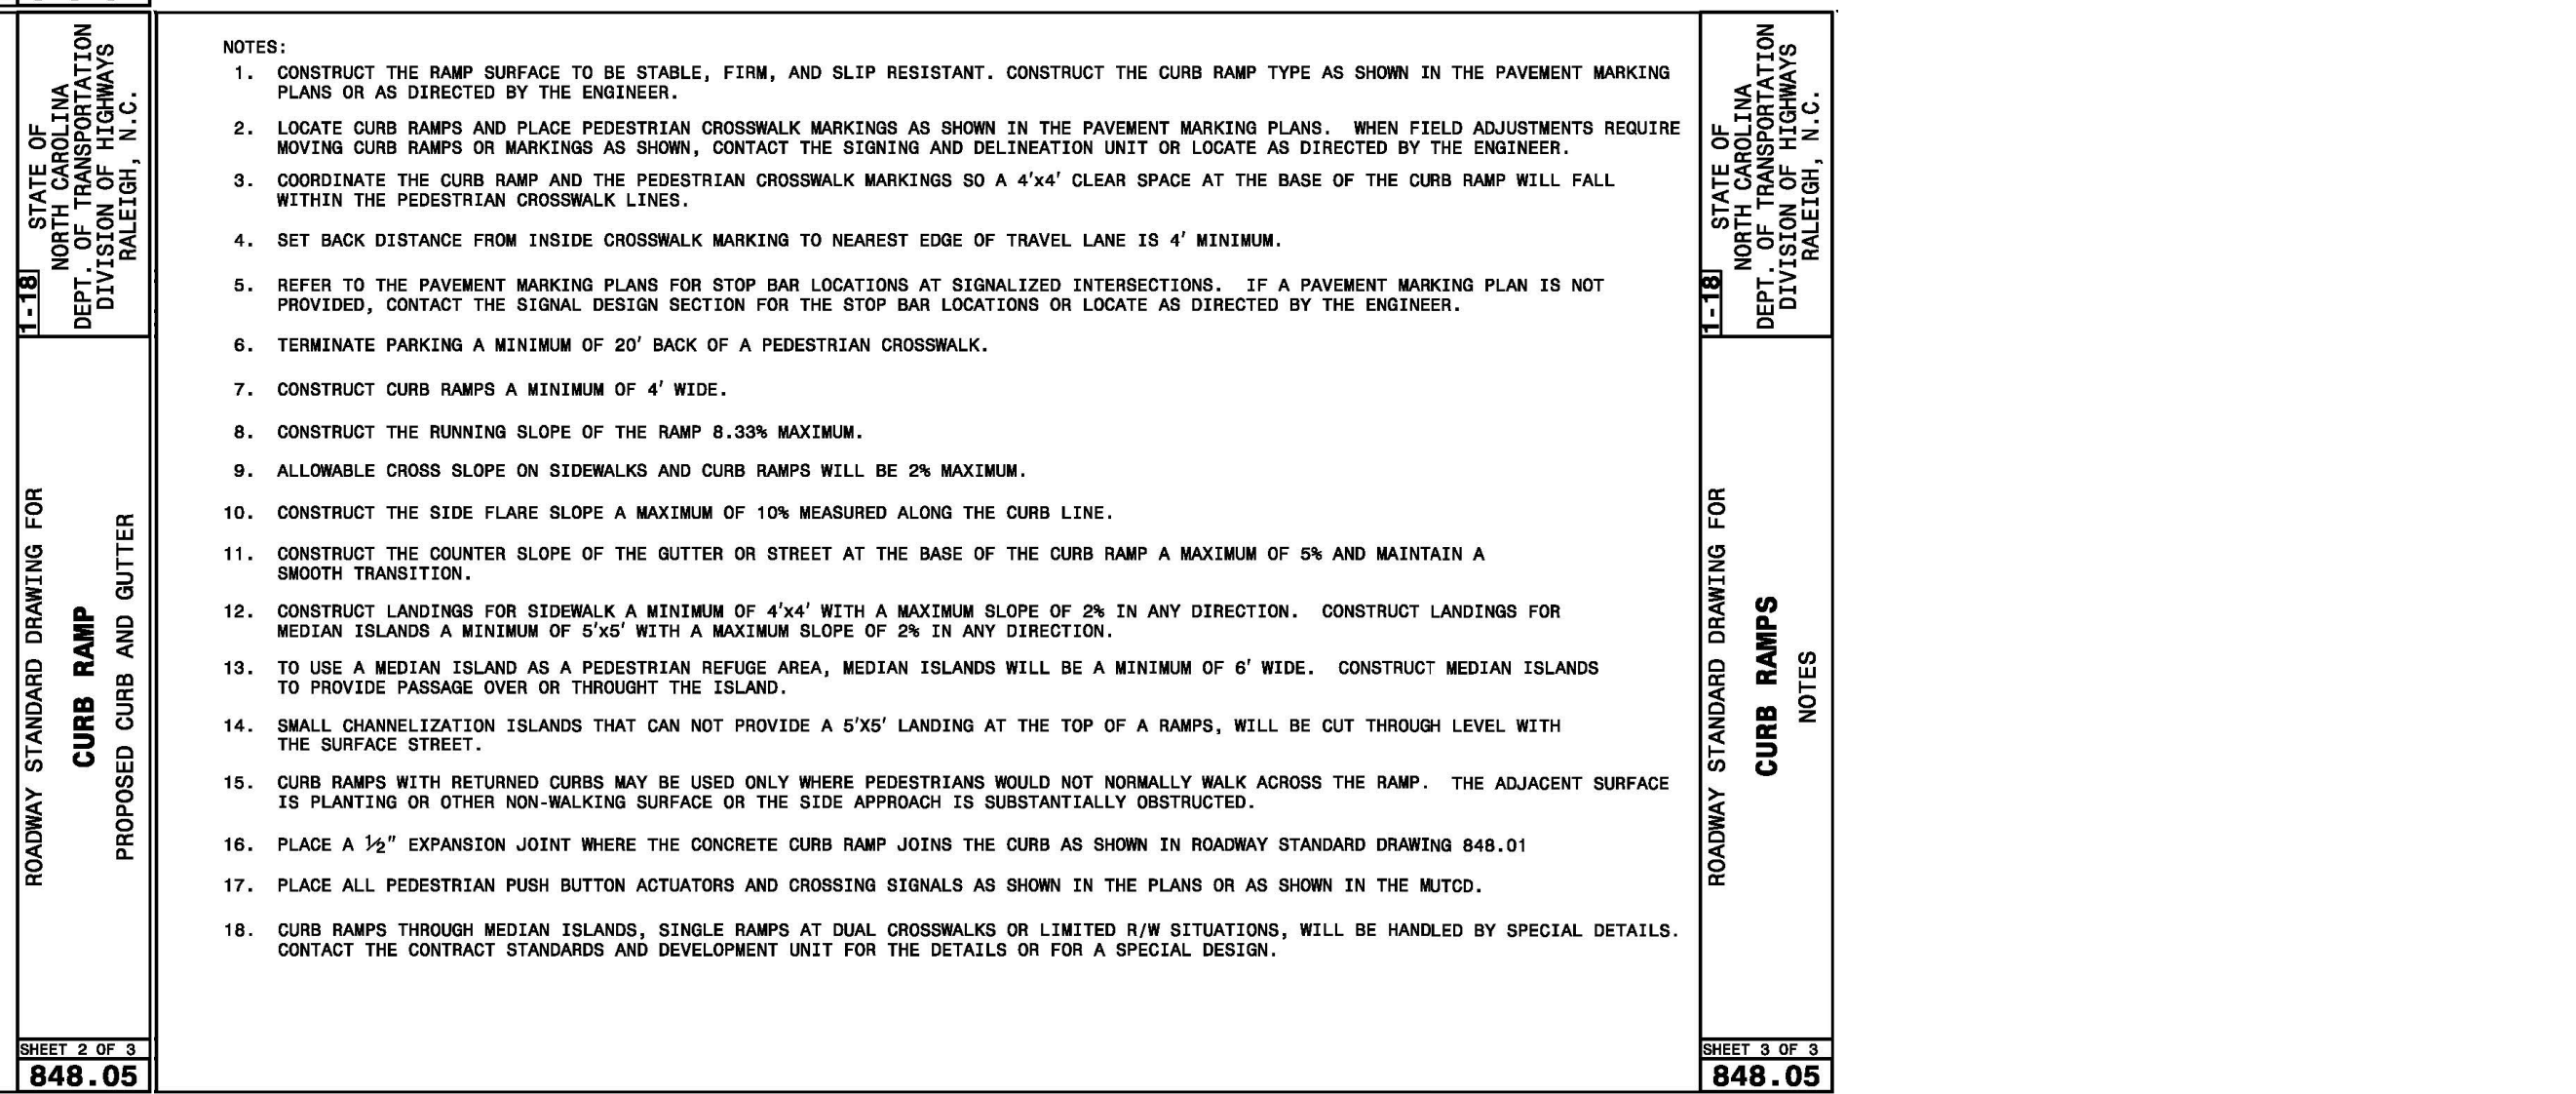 1-18
STATE OF
NORTH CAROLINA
DEPT. OF TRANSPORTATION
DIVISION OF HIGHWAYS
RALEIGH, N.C.
ROADWAY STANDARD DRAWING FOR
CURB RAMP
PROPOSED CURB AND GUTTER
SHEET 2 OF 3
848.05
NOTES:
1. CONSTRUCT THE RAMP SURFACE TO BE STABLE, FIRM, AND SLIP RESISTANT. CONSTRUCT THE CURB RAMP TYPE AS SHOWN IN THE PAVEMENT MARKING
PLANS OR AS DIRECTED BY THE ENGINEER.
2. LOCATE CURB RAMPS AND PLACE PEDESTRIAN CROSSWALK MARKINGS AS SHOWN IN THE PAVEMENT MARKING PLANS. WHEN FIELD ADJUSTMENTS REQUIRE
MOVING CURB RAMPS OR MARKINGS AS SHOWN, CONTACT THE SIGNING AND DELINEATION UNIT OR LOCATE AS DIRECTED BY THE ENGINEER.
3. COORDINATE THE CURB RAMP AND THE PEDESTRIAN CROSSWALK MARKINGS SO A 4'x4' CLEAR SPACE AT THE BASE OF THE CURB RAMP WILL FALL
WITHIN THE PEDESTRIAN CROSSWALK LINES.
4. SET BACK DISTANCE FROM INSIDE CROSSWALK MARKING TO NEAREST EDGE OF TRAVEL LANE IS 4' MINIMUM.
5. REFER TO THE PAVEMENT MARKING PLANS FOR STOP BAR LOCATIONS AT SIGNALIZED INTERSECTIONS. IF A PAVEMENT MARKING PLAN IS NOT
PROVIDED, CONTACT THE SIGNAL DESIGN SECTION FOR THE STOP BAR LOCATIONS OR LOCATE AS DIRECTED BY THE ENGINEER.
6. TERMINATE PARKING A MINIMUM OF 20' BACK OF A PEDESTRIAN CROSSWALK.
7. CONSTRUCT CURB RAMPS A MINIMUM OF 4' WIDE.
8. CONSTRUCT THE RUNNING SLOPE OF THE RAMP 8.33% MAXIMUM.
9. ALLOWABLE CROSS SLOPE ON SIDEWALKS AND CURB RAMPS WILL BE 2% MAXIMUM.
10. CONSTRUCT THE SIDE FLARE SLOPE A MAXIMUM OF 10% MEASURED ALONG THE CURB LINE.
11. CONSTRUCT THE COUNTER SLOPE OF THE GUTTER OR STREET AT THE BASE OF THE CURB RAMP A MAXIMUM OF 5% AND MAINTAIN A
SMOOTH TRANSITION.
12. CONSTRUCT LANDINGS FOR SIDEWALK A MINIMUM OF 4'x4' WITH A MAXIMUM SLOPE OF 2% IN ANY DIRECTION. CONSTRUCT LANDINGS FOR
MEDIAN ISLANDS A MINIMUM OF 5'x5' WITH A MAXIMUM SLOPE OF 2% IN ANY DIRECTION.
13. TO USE A MEDIAN ISLAND AS A PEDESTRIAN REFUGE AREA, MEDIAN ISLANDS WILL BE A MINIMUM OF 6' WIDE. CONSTRUCT MEDIAN ISLANDS
TO PROVIDE PASSAGE OVER OR THROUGHT THE ISLAND.
14. SMALL CHANNELIZATION ISLANDS THAT CAN NOT PROVIDE A 5'X5' LANDING AT THE TOP OF A RAMPS, WILL BE CUT THROUGH LEVEL WITH
THE SURFACE STREET.
15. CURB RAMPS WITH RETURNED CURBS MAY BE USED ONLY WHERE PEDESTRIANS WOULD NOT NORMALLY WALK ACROSS THE RAMP. THE ADJACENT SURFACE
IS PLANTING OR OTHER NON-WALKING SURFACE OR THE SIDE APPROACH IS SUBSTANTIALLY OBSTRUCTED.
16. PLACE A ½" EXPANSION JOINT WHERE THE CONCRETE CURB RAMP JOINS THE CURB AS SHOWN IN ROADWAY STANDARD DRAWING 848.01
17. PLACE ALL PEDESTRIAN PUSH BUTTON ACTUATORS AND CROSSING SIGNALS AS SHOWN IN THE PLANS OR AS SHOWN IN THE MUTCD.
18. CURB RAMPS THROUGH MEDIAN ISLANDS, SINGLE RAMPS AT DUAL CROSSWALKS OR LIMITED R/W SITUATIONS, WILL BE HANDLED BY SPECIAL DETAILS.
CONTACT THE CONTRACT STANDARDS AND DEVELOPMENT UNIT FOR THE DETAILS OR FOR A SPECIAL DESIGN.
1-18
STATE OF
NORTH CAROLINA
DEPT. OF TRANSPORTATION
DIVISION OF HIGHWAYS
RALEIGH, N.C.
ROADWAY STANDARD DRAWING FOR
CURB RAMPS
NOTES
SHEET 3 OF 3
848.05